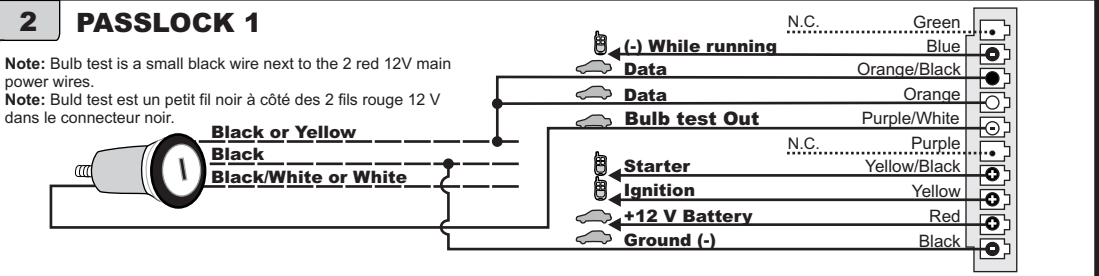 2 PASSLOCK 1
Note: Bulb test is a small black wire next to the 2 red 12V main
power wires.
Note: Buld test est un petit fil noir à côté des 2 fils rouge 12 V
dans le connecteur noir.
Black or Yellow
Black
Black/White or White
N.C. Green
(-) While running Blue
Data Orange/Black
Data Orange
Bulb test Out Purple/White
N.C. Purple
Starter Yellow/Black
Ignition Yellow
+12 V Battery Red
Ground (-) Black